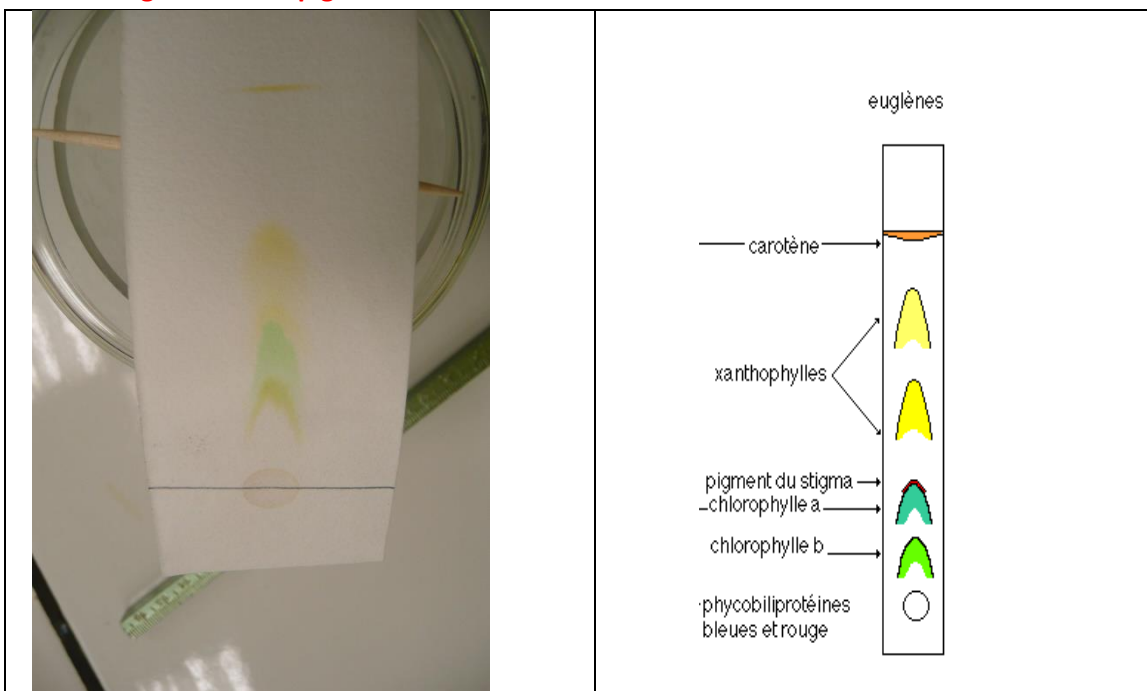 euglènes
carotène
xanthophylles
pigment du stigma
chlorophylle a
chlorophylle b
phycobiliprotéines
bleues et rouge